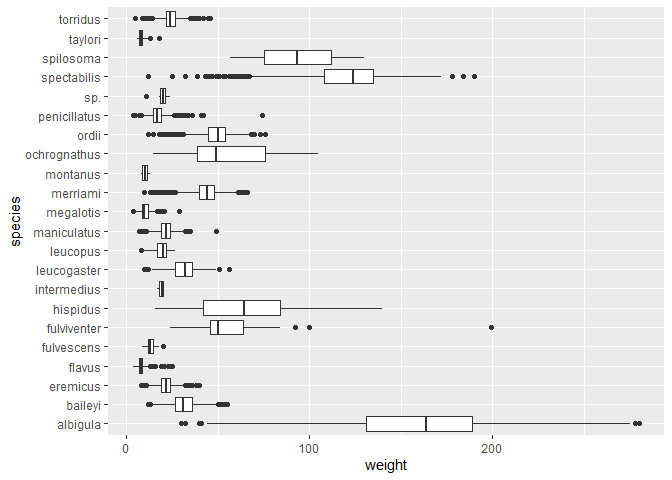 torridus
taylori
spilosoma
spectabilis
sp.
penicillatus
ordii
ochrognathus
montanus
merriami
megalotis
maniculatus
leucopus
leucogaster
intermedius
hispidus
fulviventer
fulvescens
flavus
eremicus
baileyi
albigula
species
0 100 200
weight